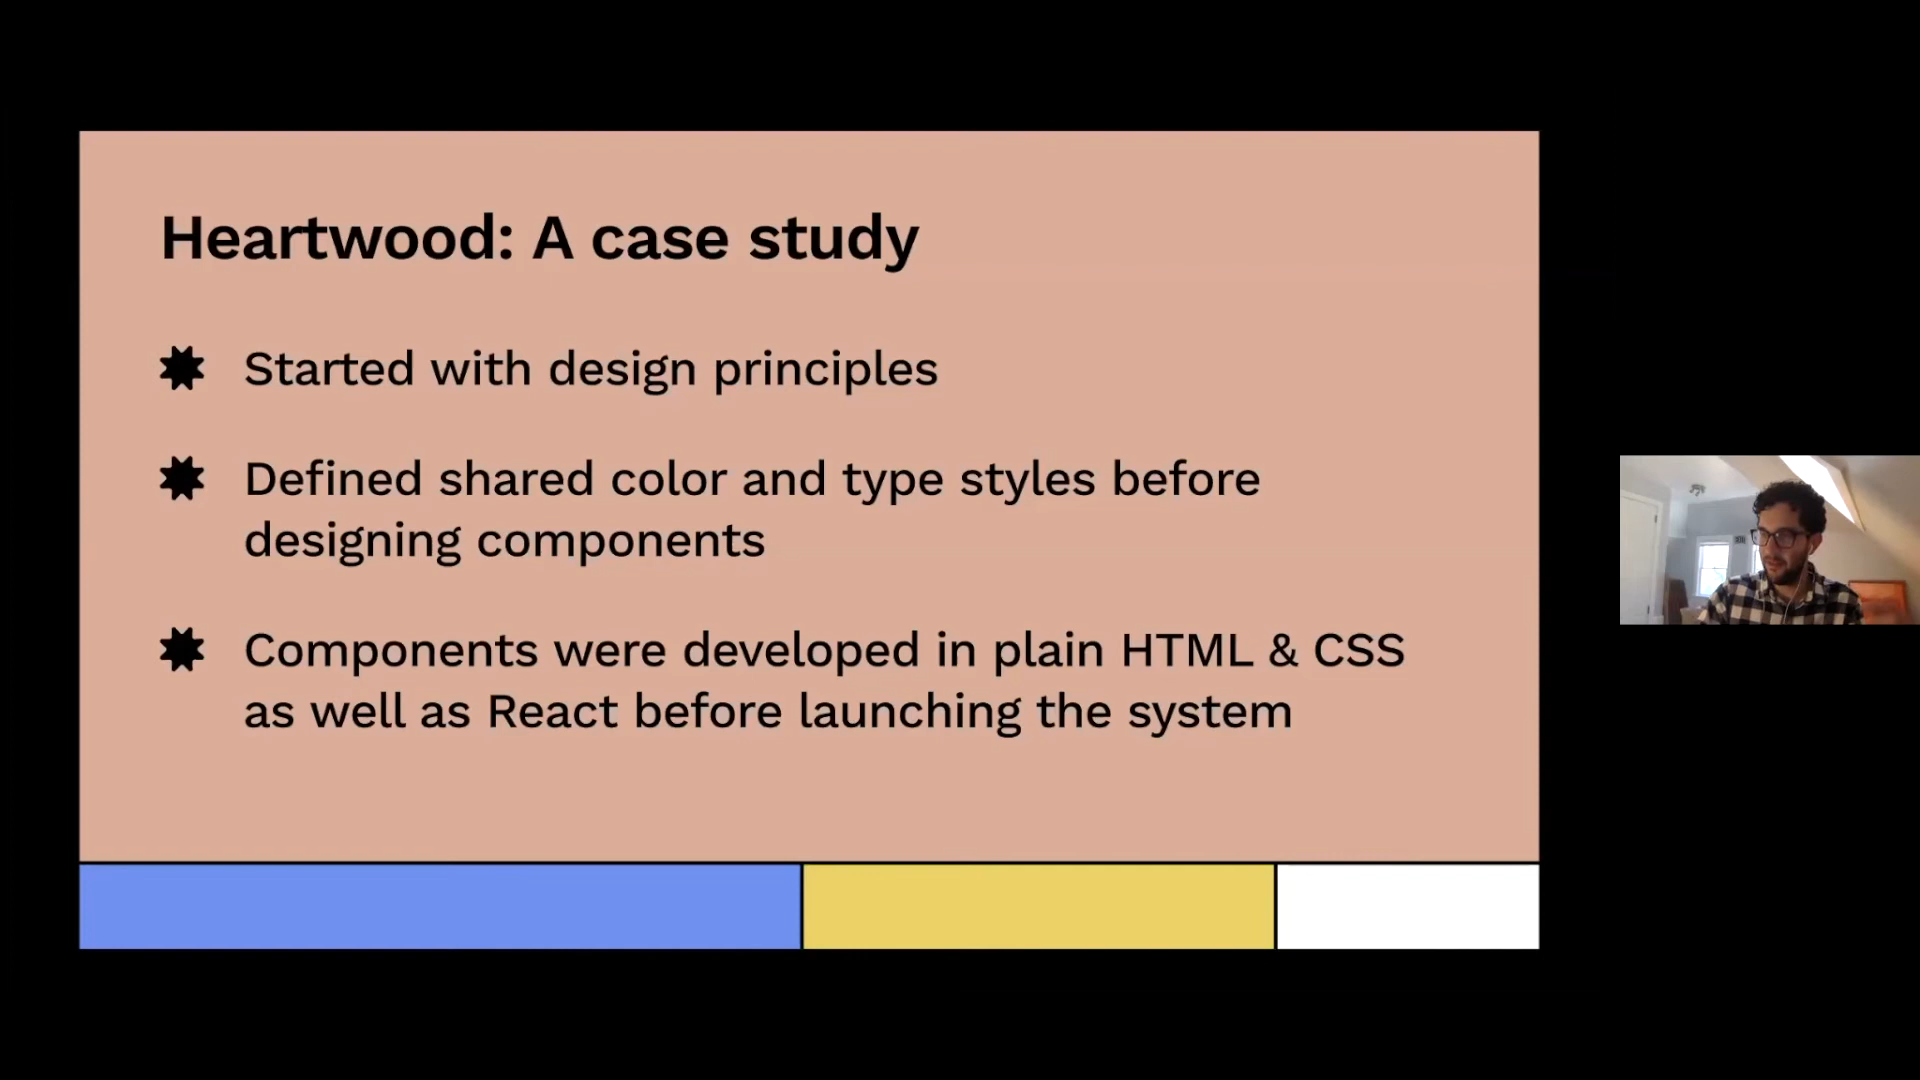 Heartwood: A case study
Started with design principles
Defined shared color and type styles before
designing components
Components were developed in plain HTML & CSS
as well as React before launching the system